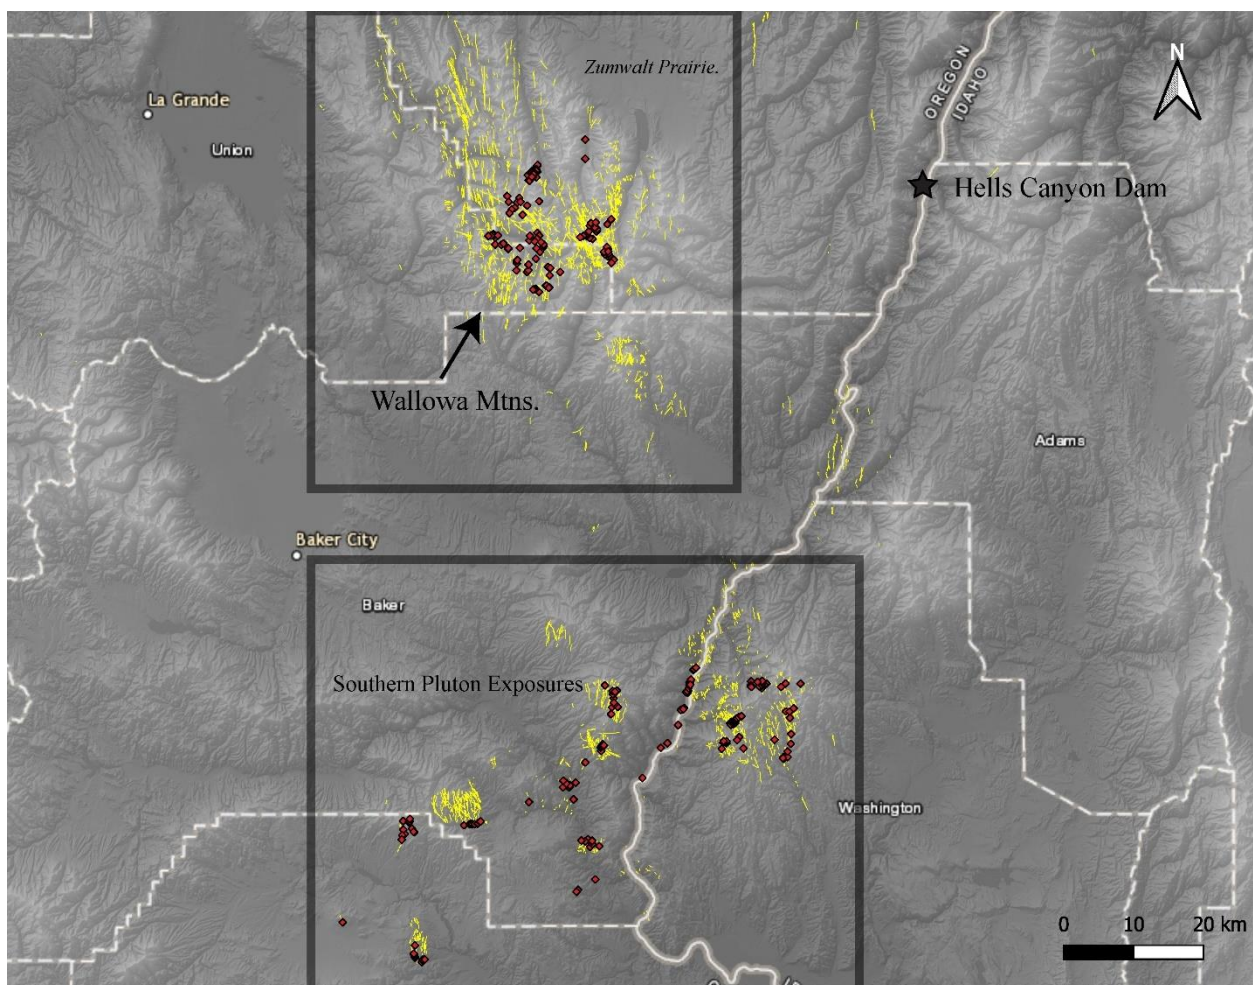 Zumwalt Prairie.
N
OREGON
IDAHO
La Grande
Union
Hells Canyon Dam
Wallowa Mtns.
Adams
Baker City
Baker
Southern Pluton Exposures
Washington
0 10 20 km